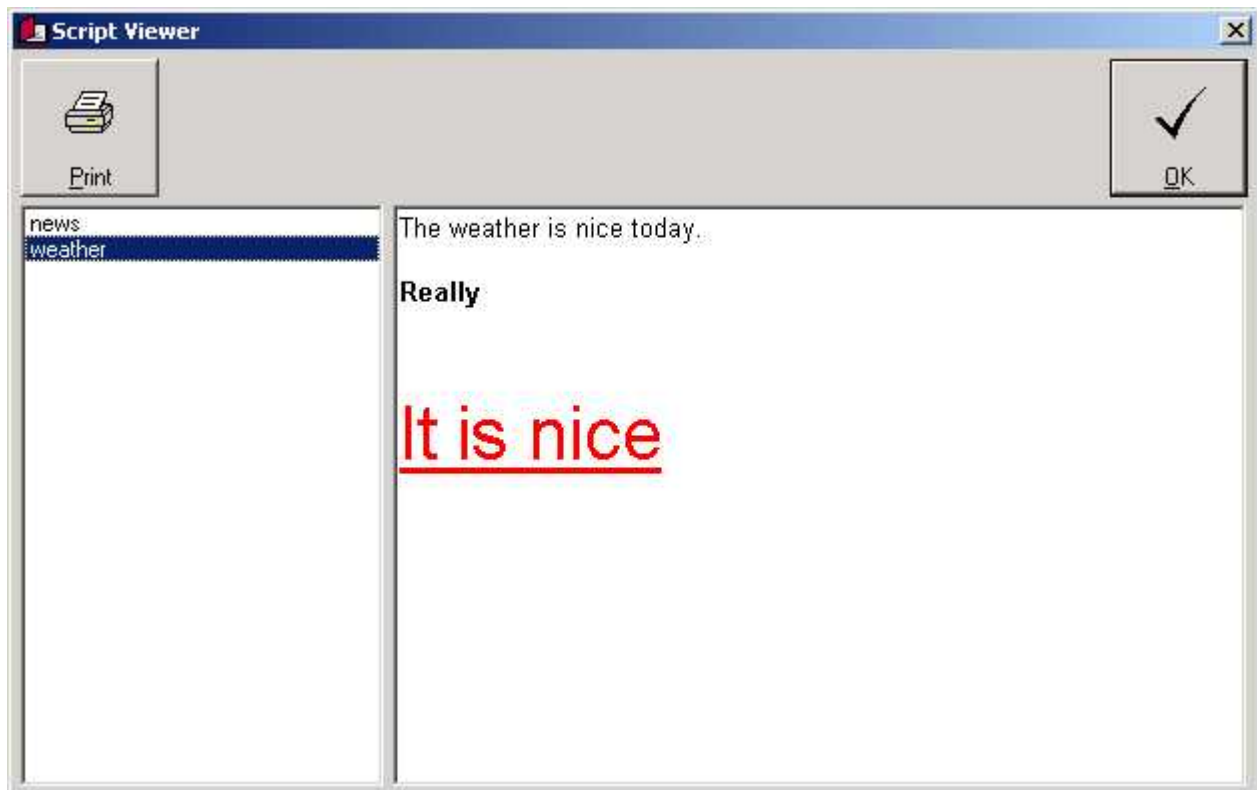 Script Viewer
Print
OK
news
weather
The weather is nice today.
Really
It is nice